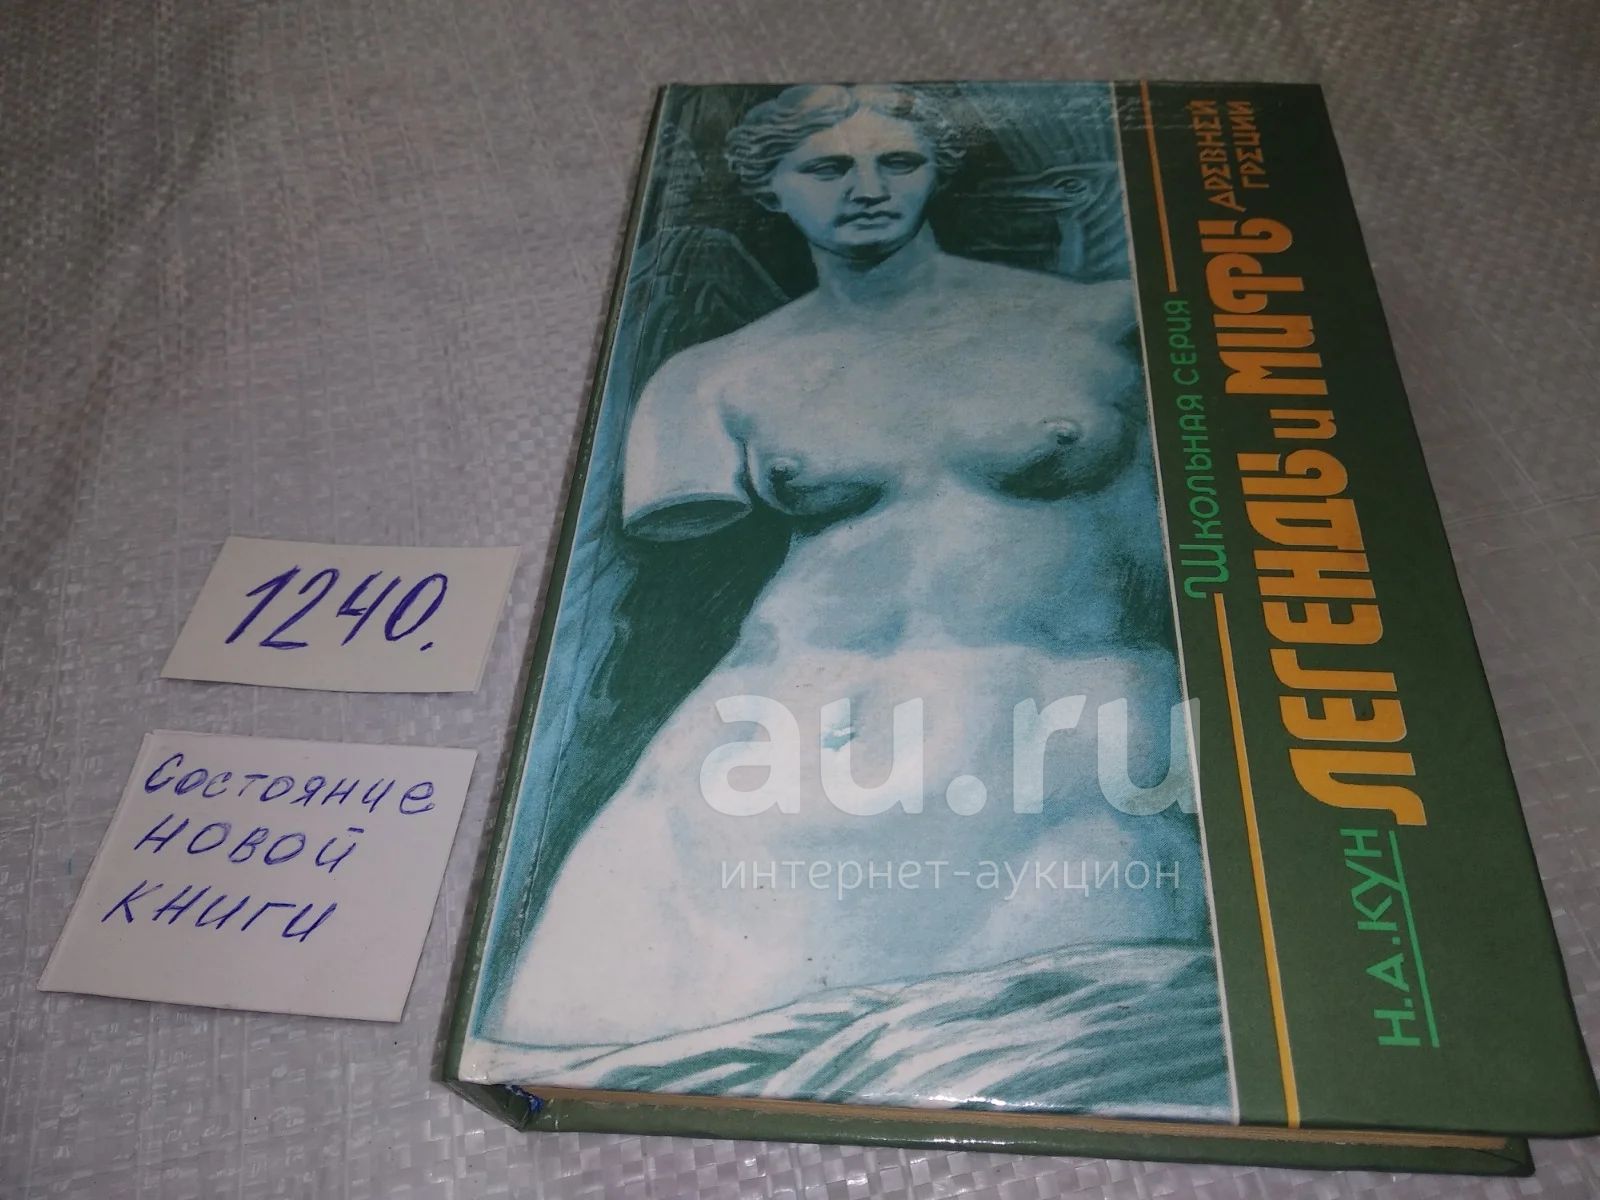 1240.
Состояние
новой
книги
Н.А.КУН
ЛЕГЕНДЫ и МИФЫ
ДРЕВНЕЙ
ГРЕЦИИ
Школьная серия
au.ru
интернет-аукцион